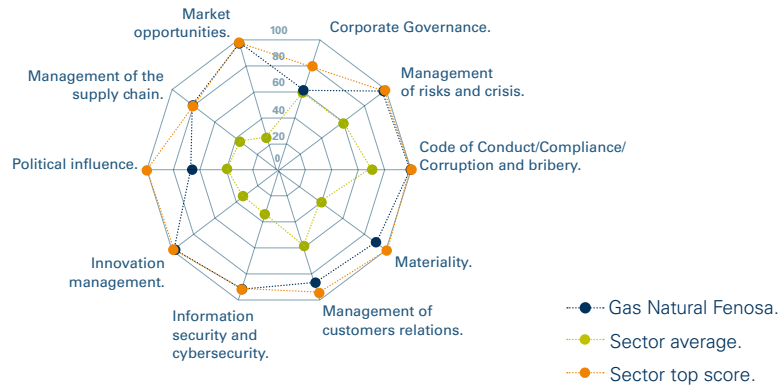 Market
opportunities.
100
Corporate Governance.
80
Management of the
supply chain.
60
Management
of risks and crisis.
40
20
Political influence.
0
Code of Conduct/Compliance/
Corruption and bribery.
Innovation
management.
Materiality.
Information
security and
cybersecurity.
Management of
customers relations.
Gas Natural Fenosa.
Sector average.
Sector top score.